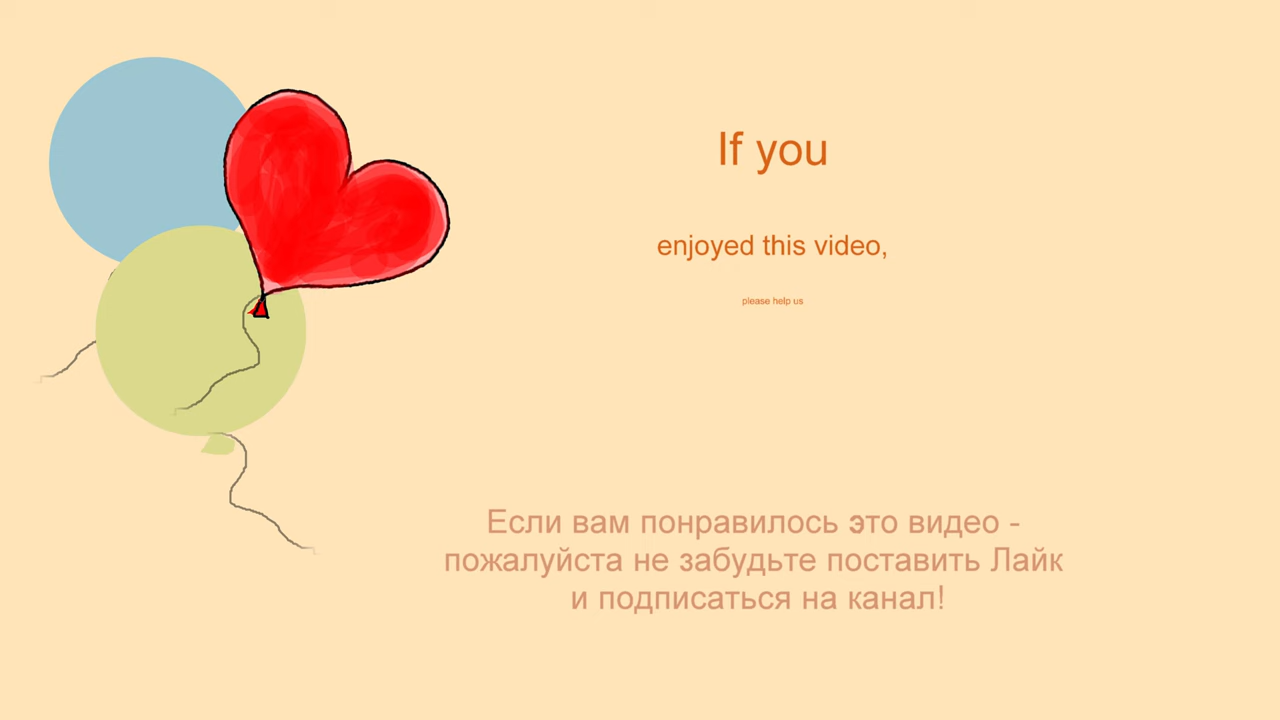 If you
enjoyed this video,
please help us
Если вам понравилось это видео -
пожалуйста не забудьте поставить Лайк
и подписаться на канал!